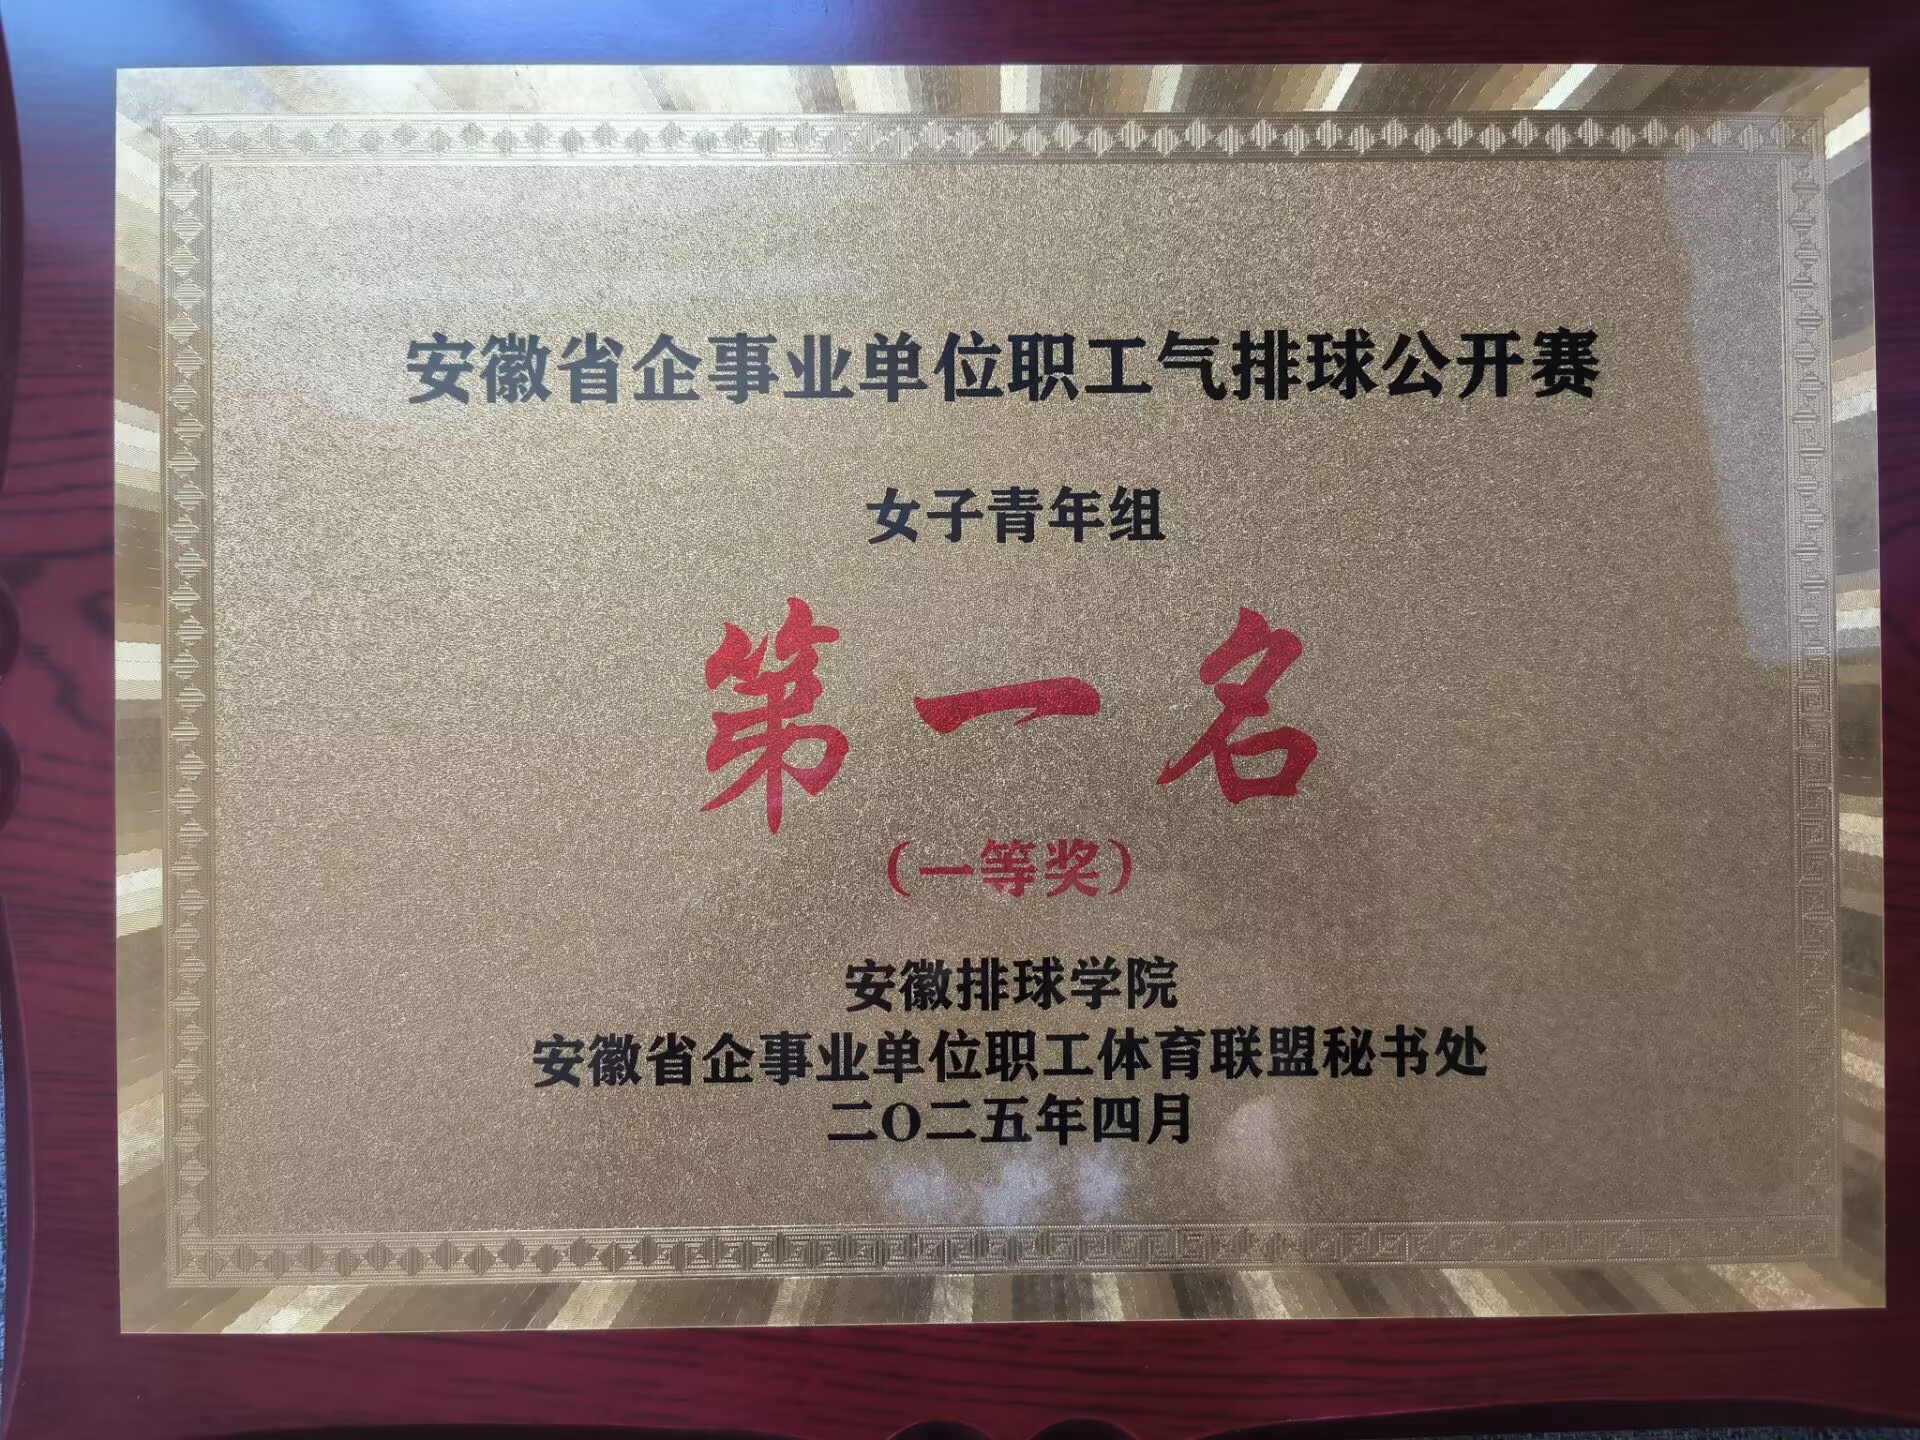 安徽省企事业单位职工气排球公开赛
女子青年组
第一名
(一等奖)
安徽排球学院
安徽省企事业单位职工体育联盟秘书处
二O二五年四月